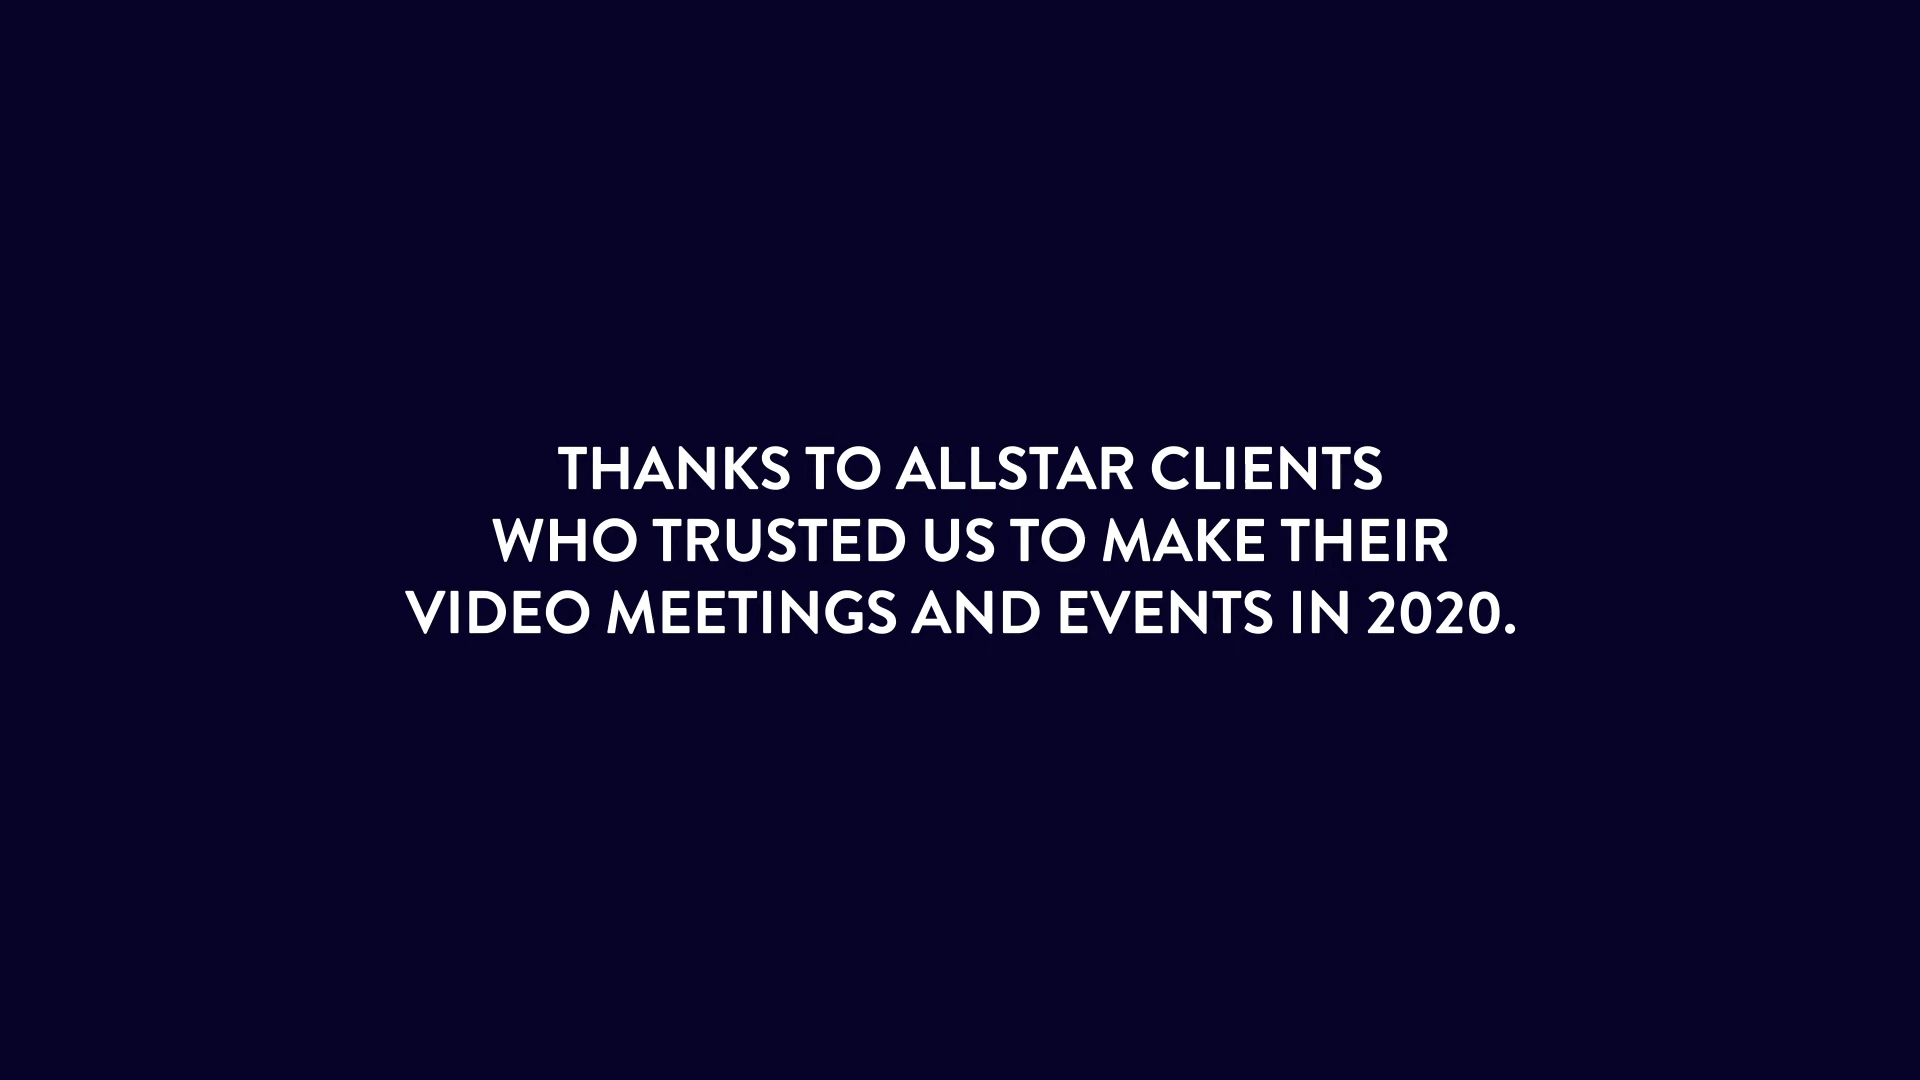 THANKS TO ALLSTAR CLIENTS
WHO TRUSTED US TO MAKE THEIR
VIDEO MEETINGS AND EVENTS IN 2020.